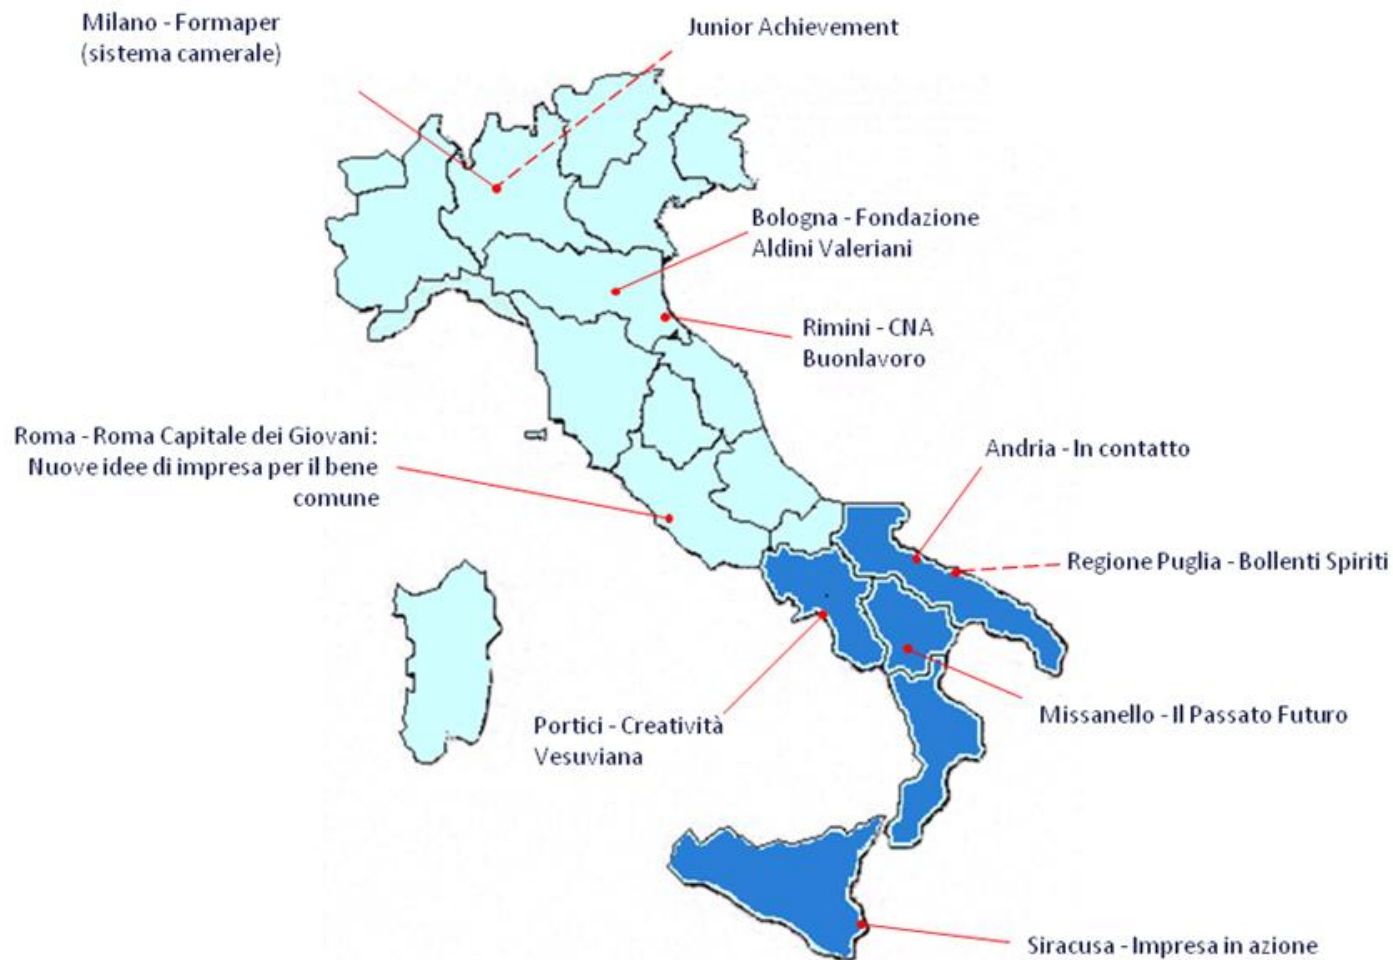 Milano - Formaper
(sistema camerale)
Junior Achievement
Bologna - Fondazione
Aldini Valeriani
Rimini - CNA
Buonlavoro
Roma - Roma Capitale dei Giovani:
Nuove idee di impresa per il bene
comune
Andria - In contatto
Regione Puglia - Bollenti Spiriti
Missanello - Il Passato Futuro
Portici - Creatività
Vesuviana
Siracusa - Impresa in azione